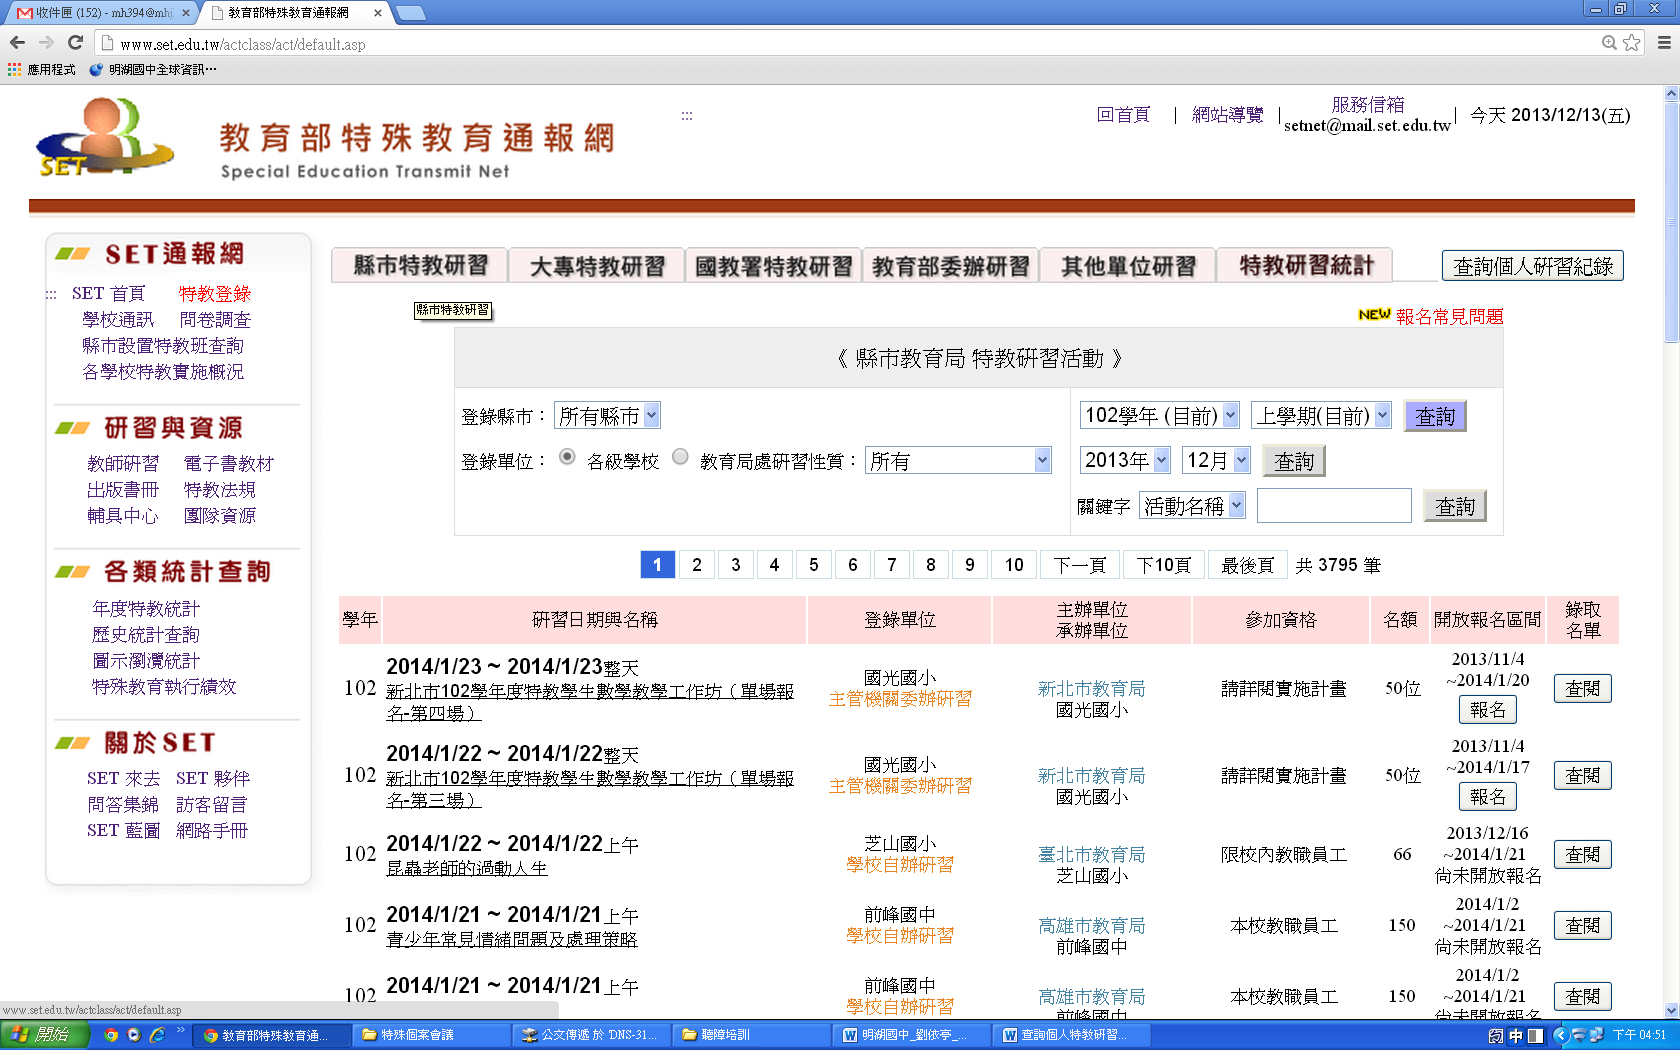 收件匣 (152) - mh394@mhj
教育部特殊教育通報網
www.set.edu.tw/actclass/act/default.asp
應用程式 明湖國中全球資訊…
SET
教育部特殊教育通報網
Special Education Transmit Net
:::
回首頁 | 網站導覽 | 服務信箱 setnet@mail.set.edu.tw | 今天 2013/12/13(五)
SET通報網
::: SET 首頁 特教登錄
學校通訊 問卷調查
縣市設置特教班查詢
各學校特教實施概況
研習與資源
教師研習 電子書教材
出版書冊 特教法規
輔具中心 團隊資源
各類統計查詢
年度特教統計
歷史統計查詢
圖示瀏灠統計
特殊教育執行績效
關於SET
SET 來去 SET 夥伴
問答集錦 訪客留言
SET 藍圖 網路手冊
縣市特教研習 大專特教研習 國教署特教研習 教育部委辦研習 其他單位研習 特教研習統計 查詢個人研習紀錄
縣市特教研習
NEW 報名常見問題
《 縣市教育局 特教研習活動 》
登錄縣市： 所有縣市
登錄單位： 各級學校 教育局處研習性質： 所有
102學年 (目前) 上學期(目前) 查詢
2013年 12月 查詢
關鍵字 活動名稱 查詢
1 2 3 4 5 6 7 8 9 10 下一頁 下10頁 最後頁 共 3795 筆
學年 研習日期與名稱 登錄單位 主辦單位 承辦單位 參加資格 名額 開放報名區間 錄取名單
102
2014/1/23 ~ 2014/1/23整天
新北市102學年度特教學生數學教學工作坊（單場報
名-第四場）
國光國小
主管機關委辦研習
新北市教育局
國光國小
請詳閱實施計畫
50位
2013/11/4
~2014/1/20
報名
查閱
102
2014/1/22 ~ 2014/1/22整天
新北市102學年度特教學生數學教學工作坊（單場報
名-第三場）
國光國小
主管機關委辦研習
新北市教育局
國光國小
請詳閱實施計畫
50位
2013/11/4
~2014/1/17
報名
查閱
102
2014/1/22 ~ 2014/1/22上午
昆蟲老師的過動人生
芝山國小
學校自辦研習
臺北市教育局
芝山國小
限校內教職員工
66
2013/12/16
~2014/1/21
尚未開放報名
查閱
102
2014/1/21 ~ 2014/1/21上午
青少年常見情緒問題及處理策略
前峰國中
學校自辦研習
高雄市教育局
前峰國中
本校教職員工
150
2014/1/2
~2014/1/21
尚未開放報名
查閱
102
2014/1/21 ~ 2014/1/21上午
前峰國中
學校自辦研習
高雄市教育局
前峰國中
本校教職員工
150
2014/1/2
~2014/1/21
尚未開放報名
查閱
www.set.edu.tw/actclass/act/default.asp
開始 教育部特殊教育通... 特殊個案會議 公文傳遞 於 'DNS-31... 聽障培訓 明湖國中_劉依亭_... 查詢個人特教研習... 中 下午 04:51